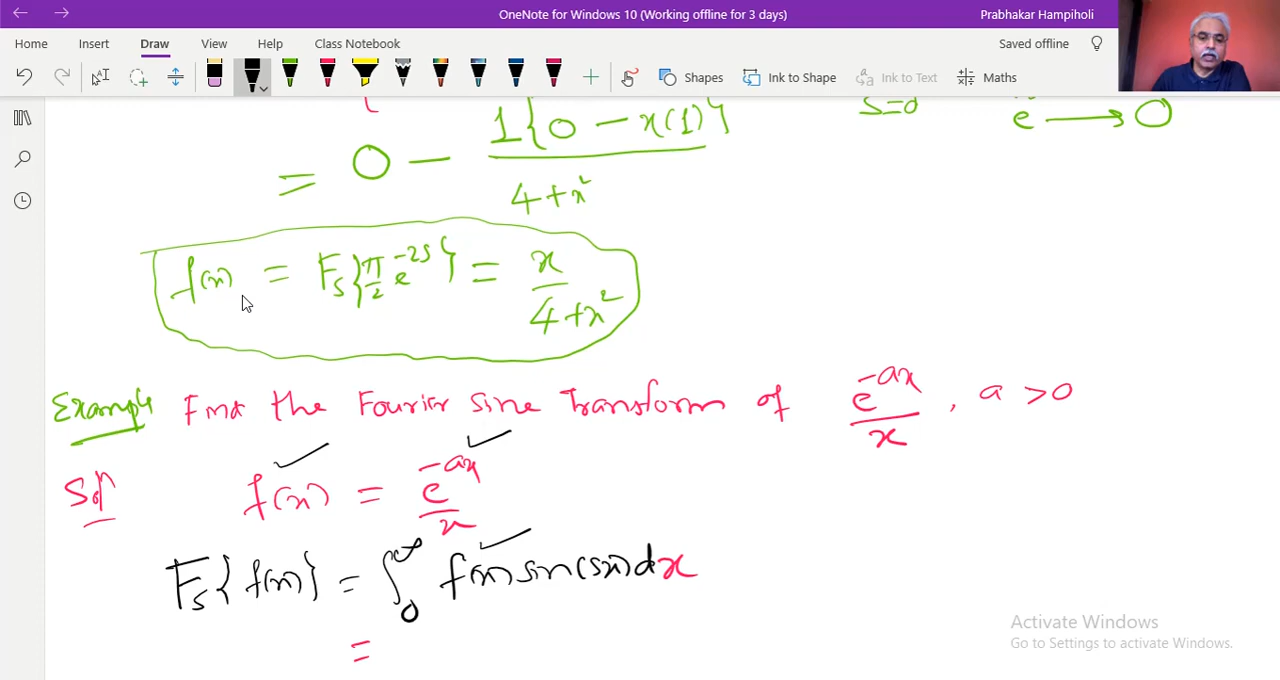 OneNote for Windows 10 (Working offline for 3 days)
Prabhakar Hampiholi
Home Insert Draw View Help Class Notebook
Saved offline
Shapes Ink to Shape Ink to Text Maths
1{0 - x(1)}
s=0
e → 0
= 0 -
4+x²
f(x) = Fs{π/2 e^-2s} = x/4+x²
Example Find the Fourier sine Transform of e^-ax/x, a > 0
Sol f(x) = e^-ax/x
Fs{f(x)} = ∫₀^∞ f(x) sin(sx) dx
=
Activate Windows
Go to Settings to activate Windows.